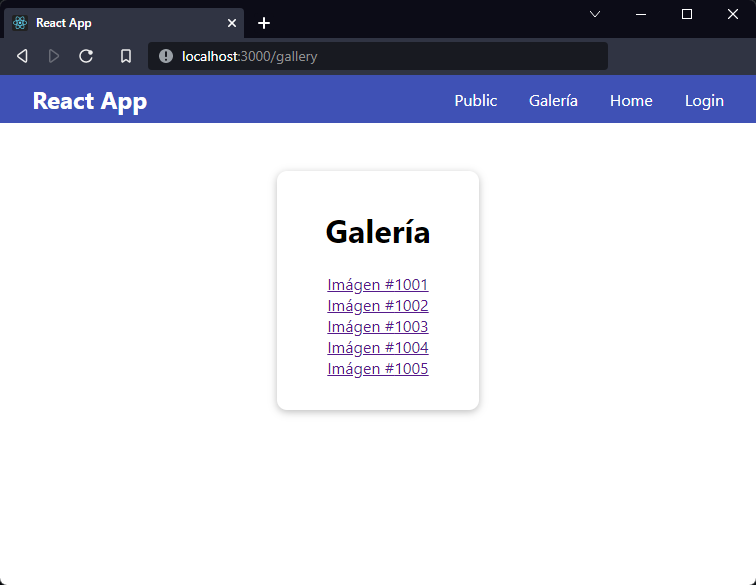 React App
localhost:3000/gallery
React App
Public Galería Home Login
Galería
Imágen #1001
Imágen #1002
Imágen #1003
Imágen #1004
Imágen #1005